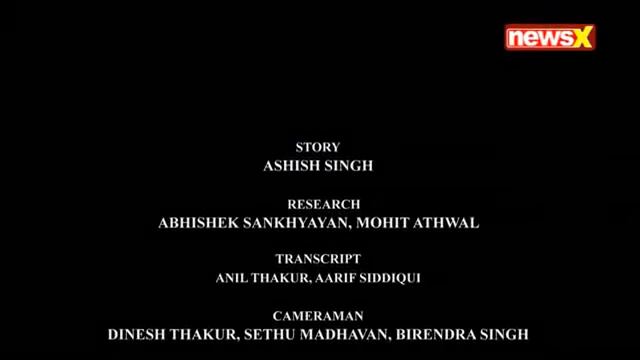 newsX
STORY
ASHISH SINGH
RESEARCH
ABHISHEK SANKHYAYAN, MOHIT ATHWAL
TRANSCRIPT
ANIL THAKUR, AARIF SIDDIQUI
CAMERAMAN
DINESH THAKUR, SETHU MADHAVAN, BIRENDRA SINGH